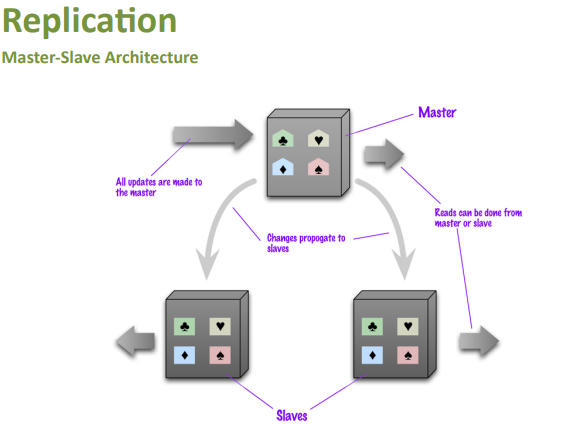 Replication
Master-Slave Architecture
Master
All updates are made to
the master
Reads can be done from
master or slave
Changes propogate to
slaves
Slaves